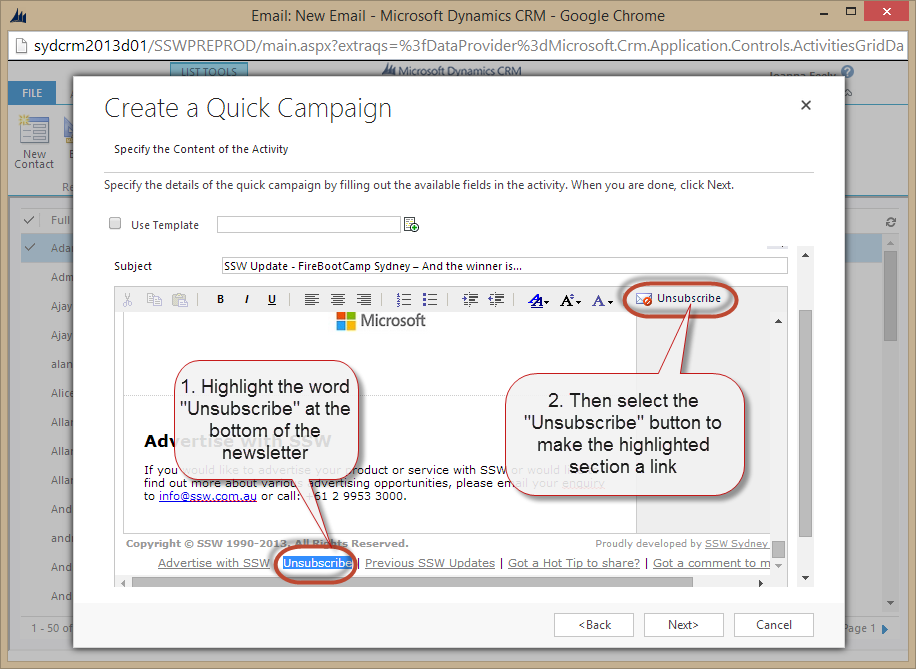 Email: New Email - Microsoft Dynamics CRM - Google Chrome
sydcrm2013d01/SSWPREPROD/main.aspx?extraqs=%3fDataProvider%3dMicrosoft.Crm.Application.Controls.ActivitiesGridDa
LIST TOOLS
Microsoft Dynamics CRM
FILE
Create a Quick Campaign
New
Contact
Specify the Content of the Activity
Specify the details of the quick campaign by filling out the available fields in the activity. When you are done, click Next.
Full
Use Template
Subject
SSW Update - FireBootCamp Sydney – And the winner is...
B I U
Unsubscribe
Microsoft
Ada
Adm
Ajay
Ajay
alan
Alice
Allar
Allar
Allar
And
andi
And
And
1. Highlight the word
"Unsubscribe" at the
bottom of the
newsletter
2. Then select the
"Unsubscribe" button to
make the highlighted
section a link
Advertise with SSW
If you would like to advertise your product or service with SSW or would
find out more about various advertising opportunities, please email your enquiry
to info@ssw.com.au or call: +61 2 9953 3000.
Copyright © SSW 1990-2013. All Rights Reserved.
Proudly developed by SSW Sydney
Advertise with SSW | Unsubscribe | Previous SSW Updates | Got a Hot Tip to share? | Got a comment to m
1 - 50 of
Page 1
<Back
Next>
Cancel